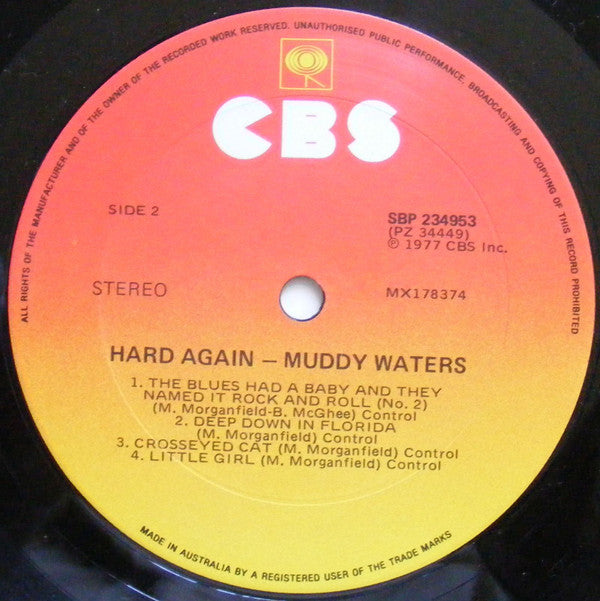 ALL RIGHTS OF THE MANUFACTURER AND OF THE OWNER OF THE RECORDED WORK RESERVED. UNAUTHORISED PUBLIC PERFORMANCE, BROADCASTING AND COPYING OF THIS RECORD PROHIBITED
CBS
SIDE 2
SBP 234953
(PZ 34449)
℗ 1977 CBS Inc.
STEREO
MX178374
HARD AGAIN — MUDDY WATERS
1. THE BLUES HAD A BABY AND THEY
NAMED IT ROCK AND ROLL (No. 2)
(M. Morganfield-B. McGhee) Control
2. DEEP DOWN IN FLORIDA
(M. Morganfield) Control
3. CROSSEYED CAT (M. Morganfield) Control
4. LITTLE GIRL (M. Morganfield) Control
MADE IN AUSTRALIA BY A REGISTERED USER OF THE TRADE MARKS